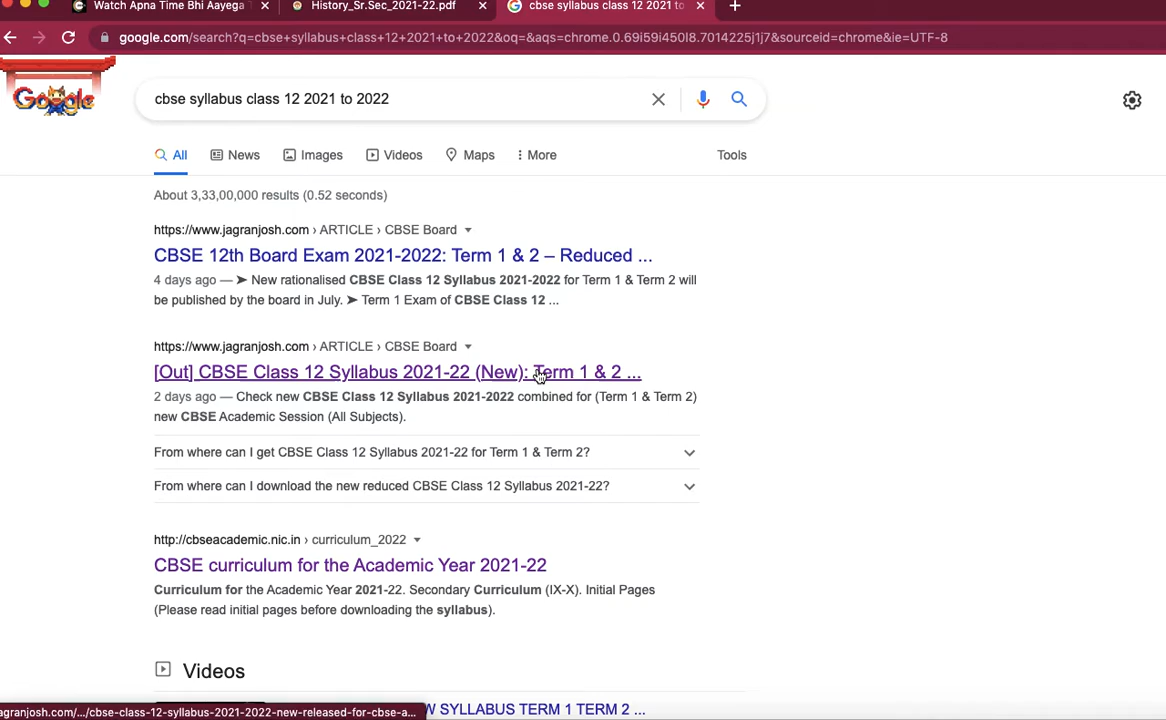 Watch Apna Time Bhi Aayega
History_Sr.Sec_2021-22.pdf
cbse syllabus class 12 2021 to
google.com/search?q=cbse+syllabus+class+12+2021+to+2022&oq=&aqs=chrome.0.69i59i450l8.7014225j1j7&sourceid=chrome&ie=UTF-8
Google
cbse syllabus class 12 2021 to 2022
All News Images Videos Maps More Tools
About 3,33,00,000 results (0.52 seconds)
https://www.jagranjosh.com › ARTICLE › CBSE Board
CBSE 12th Board Exam 2021-2022: Term 1 & 2 – Reduced ...
4 days ago — ➤ New rationalised CBSE Class 12 Syllabus 2021-2022 for Term 1 & Term 2 will
be published by the board in July. ➤ Term 1 Exam of CBSE Class 12 ...
https://www.jagranjosh.com › ARTICLE › CBSE Board
[Out] CBSE Class 12 Syllabus 2021-22 (New): Term 1 & 2 ...
2 days ago — Check new CBSE Class 12 Syllabus 2021-2022 combined for (Term 1 & Term 2)
new CBSE Academic Session (All Subjects).
From where can I get CBSE Class 12 Syllabus 2021-22 for Term 1 & Term 2?
From where can I download the new reduced CBSE Class 12 Syllabus 2021-22?
http://cbseacademic.nic.in › curriculum_2022
CBSE curriculum for the Academic Year 2021-22
Curriculum for the Academic Year 2021-22. Secondary Curriculum (IX-X). Initial Pages
(Please read initial pages before downloading the syllabus).
Videos
W SYLLABUS TERM 1 TERM 2 ...
agranjosh.com/.../cbse-class-12-syllabus-2021-2022-new-released-for-cbse-a...